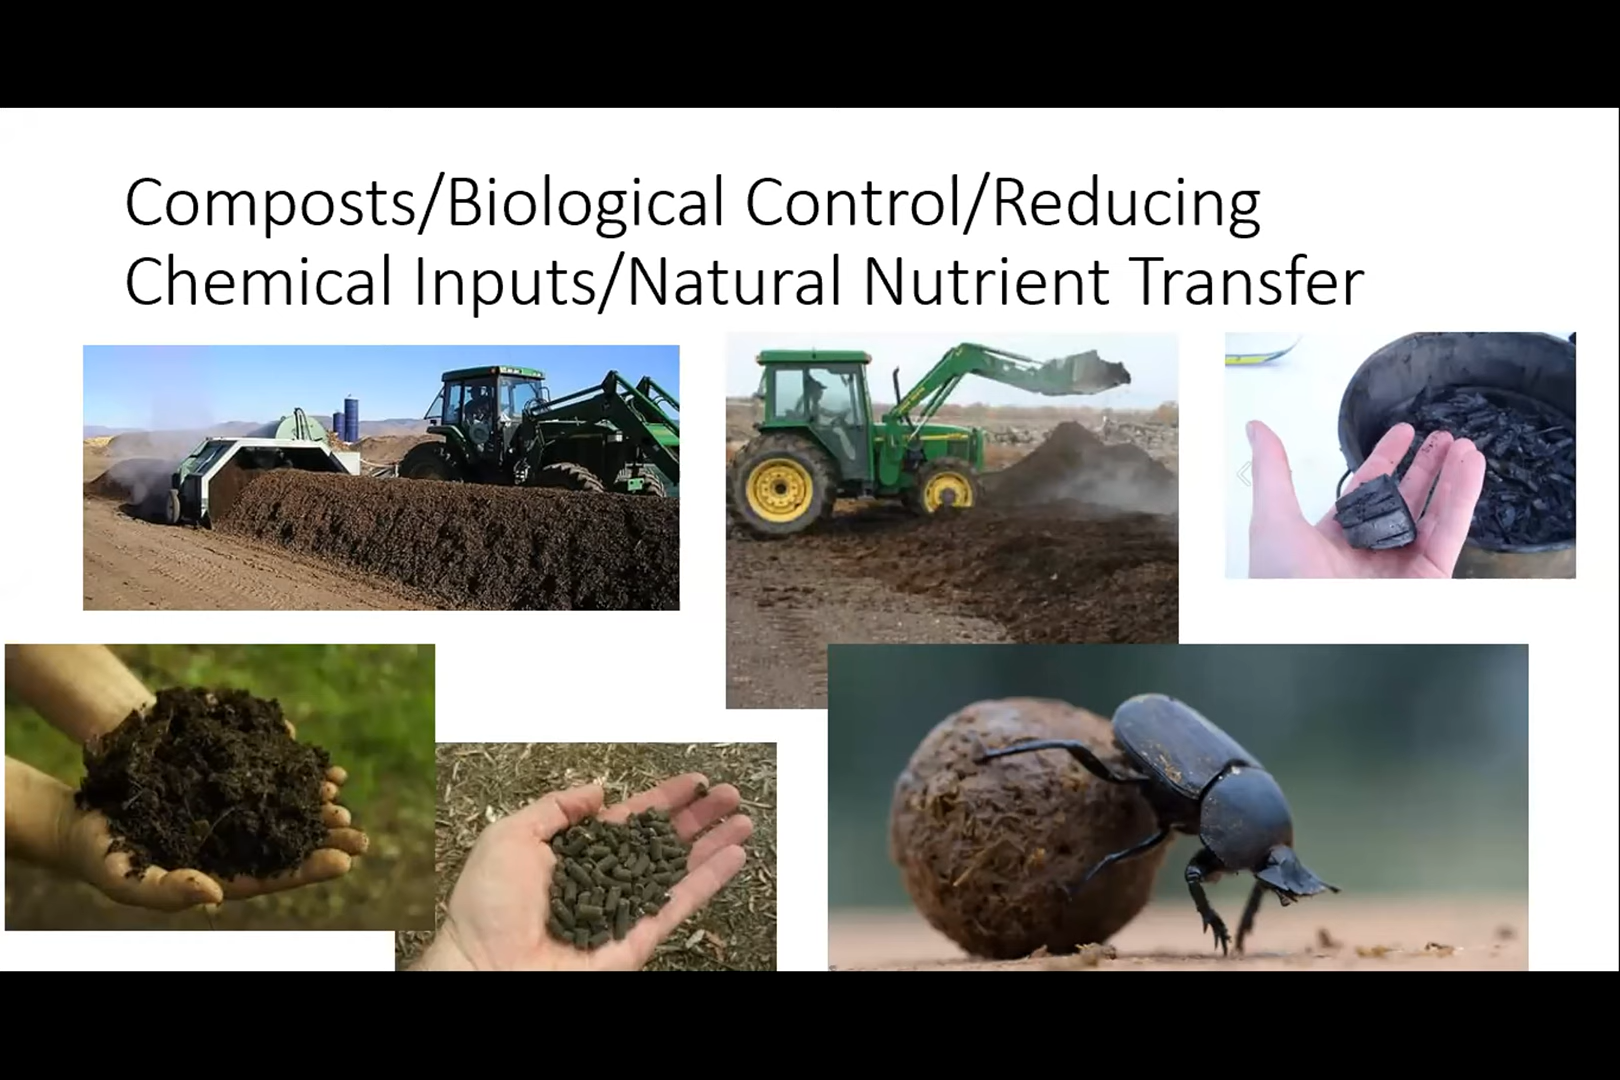 Composts/Biological Control/Reducing
Chemical Inputs/Natural Nutrient Transfer